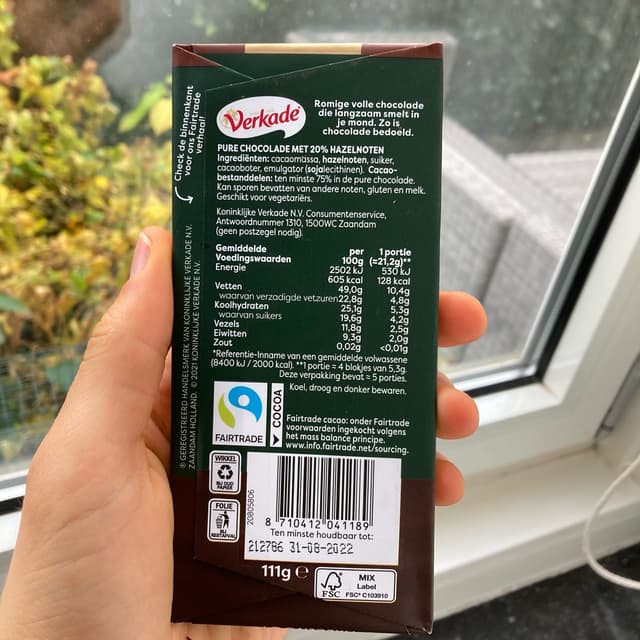 Check de binnenkant
voor ons Fairtrade
verhaal!
Verkade
Romige volle chocolade
die langzaam smelt in
je mond. Zo is
chocolade bedoeld.
PURE CHOCOLADE MET 20% HAZELNOTEN
Ingrediënten: cacaomassa, hazelnoten, suiker,
cacaoboter, emulgator (sojalecithinen). Cacao-
bestanddelen: ten minste 75% in de pure chocolade.
Kan sporen bevatten van andere noten, gluten en melk.
Geschikt voor vegetariërs.
Koninklijke Verkade N.V. Consumentenservice,
Antwoordnummer 1310, 1500WC Zaandam
(geen postzegel nodig).
Gemiddelde per 1 portie
Voedingswaarden 100g (=21,2g)**
Energie 2502 kJ 530 kJ
605 kcal 128 kcal
Vetten 49,0g 10,4g
waarvan verzadigde vetzuren 22,8g 4,8g
Koolhydraten 25,1g 5,3g
waarvan suikers 19,6g 4,2g
Vezels 11,8g 2,5g
Eiwitten 9,3g 2,0g
Zout 0,02g <0,01g
*Referentie-Inname van een gemiddelde volwassene
(8400 kJ / 2000 kcal). **1 portie = 4 blokjes van 5,3g.
Deze verpakking bevat ≈ 5 porties.
Koel, droog en donker bewaren.
® GEREGISTREERD HANDELSMERK VAN KONINKLIJKE VERKADE N.V.
ZAANDAM HOLLAND. © 2021 KONINKLIJKE VERKADE N.V.
FAIRTRADE
COCOA
Fairtrade cacao: onder Fairtrade
voorwaarden ingekocht volgens
het mass balance principe.
www.info.fairtrade.net/sourcing.
WIKKEL
BIJ OUD
PAPIER
FOLIE
BIJ
RESTAFVAL
20805806
8 710412 041189
Ten minste houdbaar tot:
212786 31-08-2022
111g e
FSC
MIX
Label
FSC® C103910